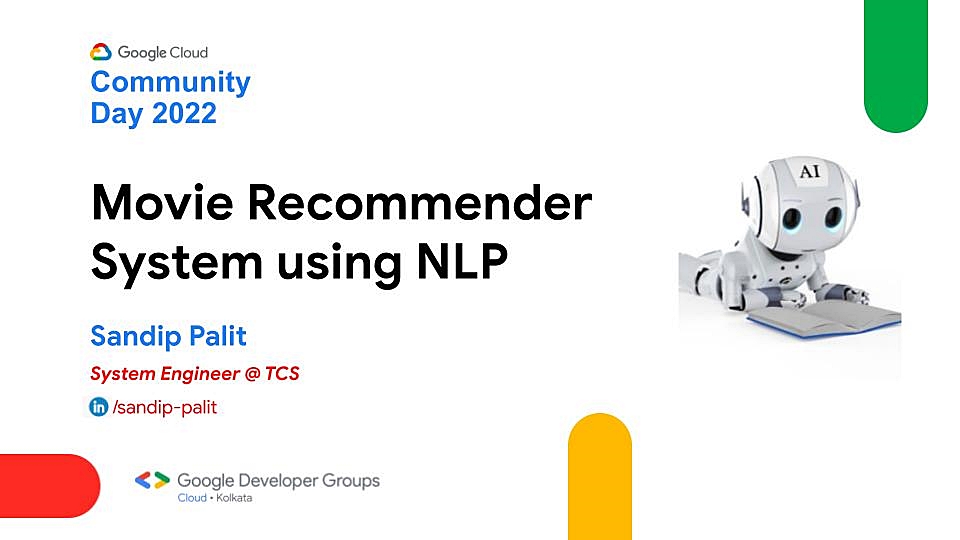 Google Cloud
Community
Day 2022
Movie Recommender
System using NLP
Sandip Palit
System Engineer @ TCS
in /sandip-palit
Google Developer Groups
Cloud • Kolkata
AI